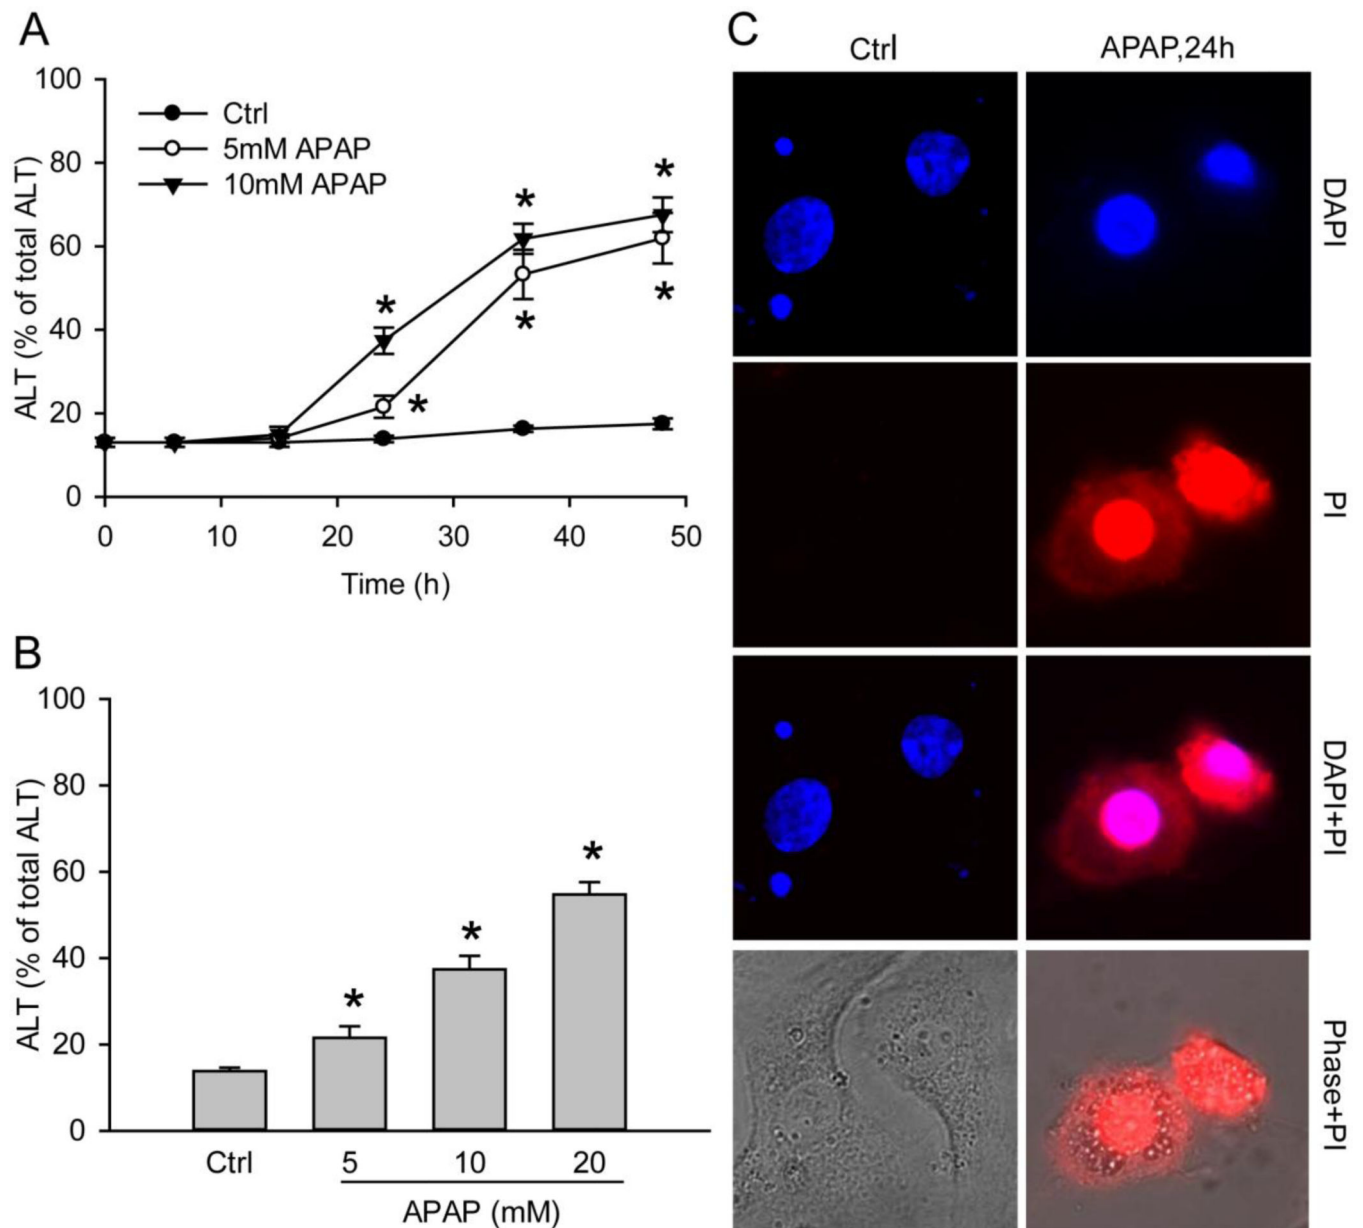 A
ALT (% of total ALT)
100
80
60
40
20
0
Ctrl
5mM APAP
10mM APAP
*
*
*
*
*
*
0 10 20 30 40 50
Time (h)
B
ALT (% of total ALT)
100
80
60
40
20
0
*
*
*
Ctrl 5 10 20
APAP (mM)
C
Ctrl APAP,24h
DAPI
PI
DAPI+PI
Phase+PI